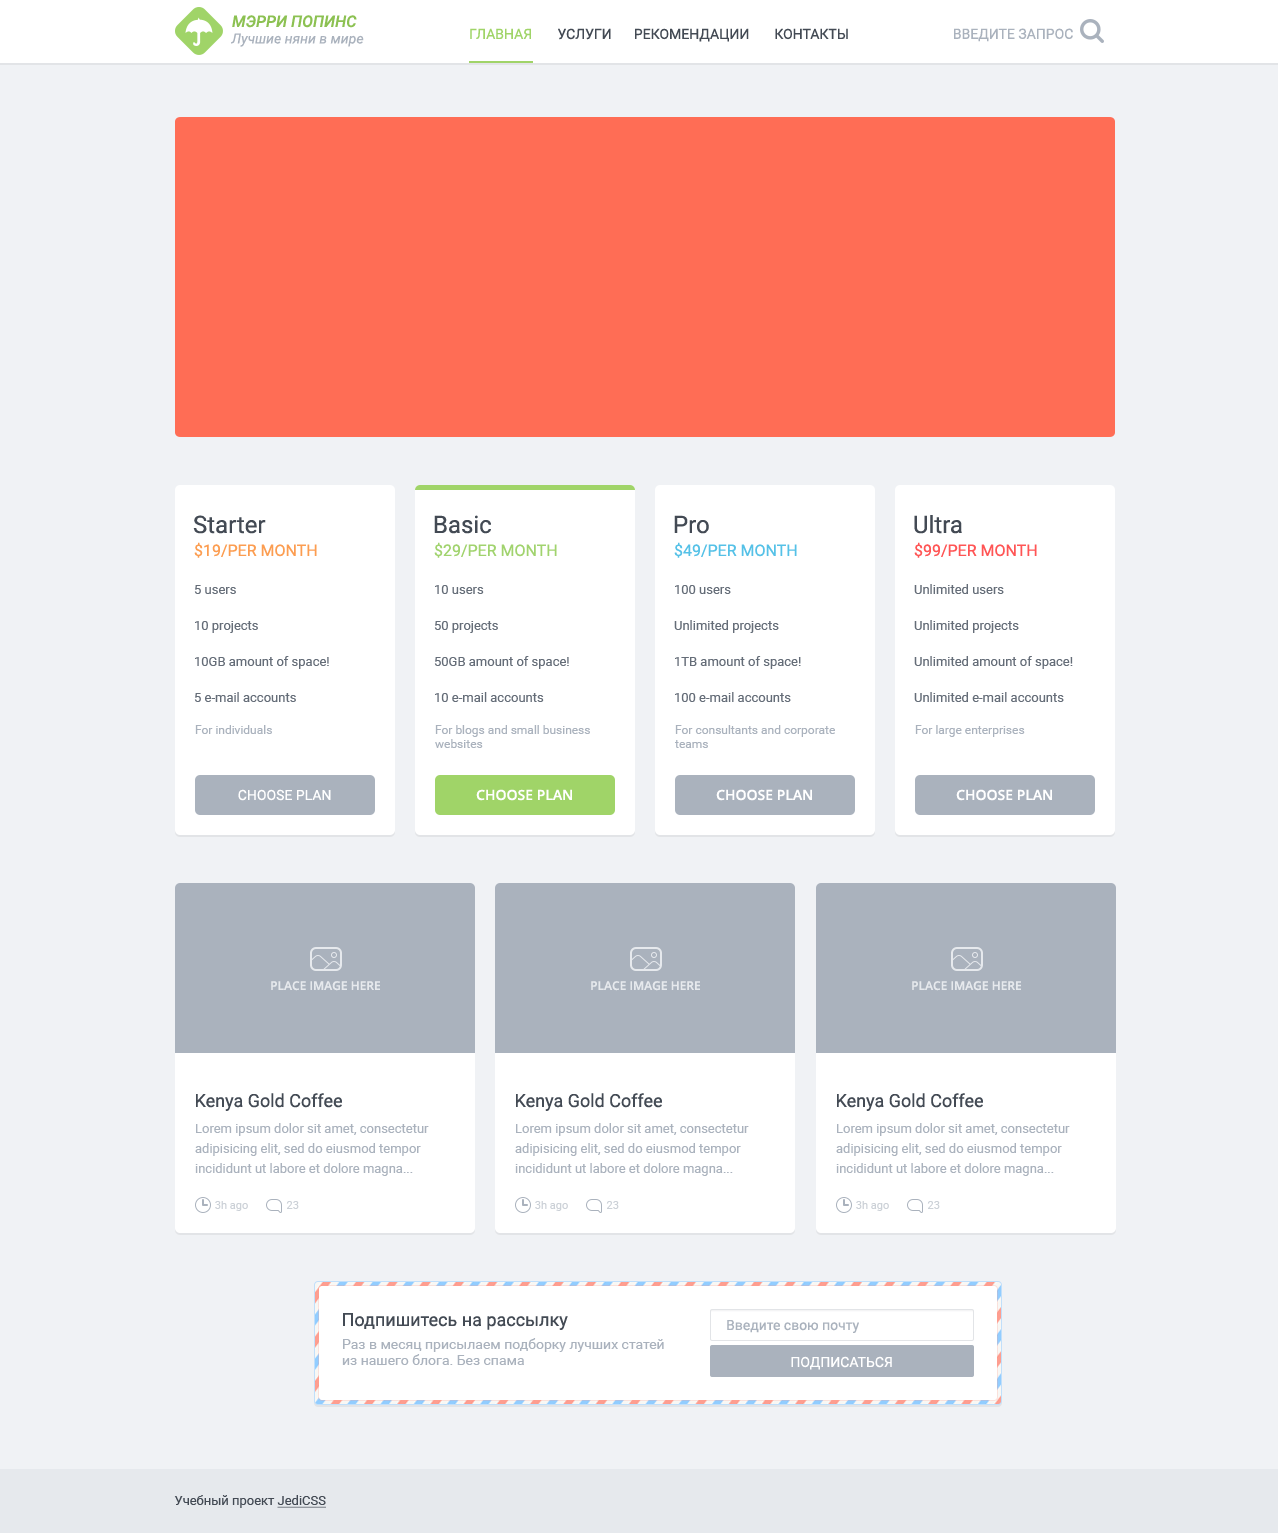 МЭРРИ ПОПИНС
Лучшие няни в мире
ГЛАВНАЯ
УСЛУГИ
РЕКОМЕНДАЦИИ
КОНТАКТЫ
ВВЕДИТЕ ЗАПРОС
Starter
$19/PER MONTH
5 users
10 projects
10GB amount of space!
5 e-mail accounts
For individuals
CHOOSE PLAN
Basic
$29/PER MONTH
10 users
50 projects
50GB amount of space!
10 e-mail accounts
For blogs and small business
websites
CHOOSE PLAN
Pro
$49/PER MONTH
100 users
Unlimited projects
1TB amount of space!
100 e-mail accounts
For consultants and corporate
teams
CHOOSE PLAN
Ultra
$99/PER MONTH
Unlimited users
Unlimited projects
Unlimited amount of space!
Unlimited e-mail accounts
For large enterprises
CHOOSE PLAN
PLACE IMAGE HERE
Kenya Gold Coffee
Lorem ipsum dolor sit amet, consectetur
adipisicing elit, sed do eiusmod tempor
incididunt ut labore et dolore magna...
3h ago
23
PLACE IMAGE HERE
Kenya Gold Coffee
Lorem ipsum dolor sit amet, consectetur
adipisicing elit, sed do eiusmod tempor
incididunt ut labore et dolore magna...
3h ago
23
PLACE IMAGE HERE
Kenya Gold Coffee
Lorem ipsum dolor sit amet, consectetur
adipisicing elit, sed do eiusmod tempor
incididunt ut labore et dolore magna...
3h ago
23
Подпишитесь на рассылку
Раз в месяц присылаем подборку лучших статей
из нашего блога. Без спама
Введите свою почту
ПОДПИСАТЬСЯ
Учебный проект JediCSS